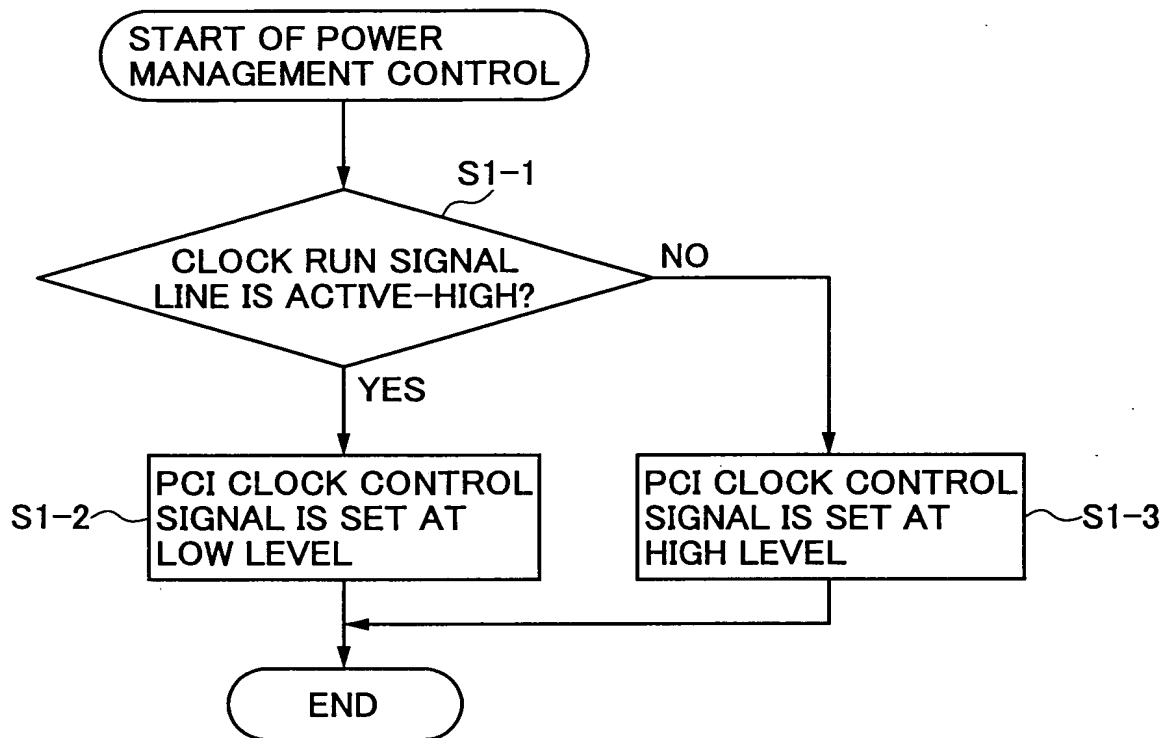 START OF POWER
MANAGEMENT CONTROL
S1-1
CLOCK RUN SIGNAL
LINE IS ACTIVE-HIGH?
NO
YES
S1-2
PCI CLOCK CONTROL
SIGNAL IS SET AT
LOW LEVEL
PCI CLOCK CONTROL
SIGNAL IS SET AT
HIGH LEVEL
S1-3
END